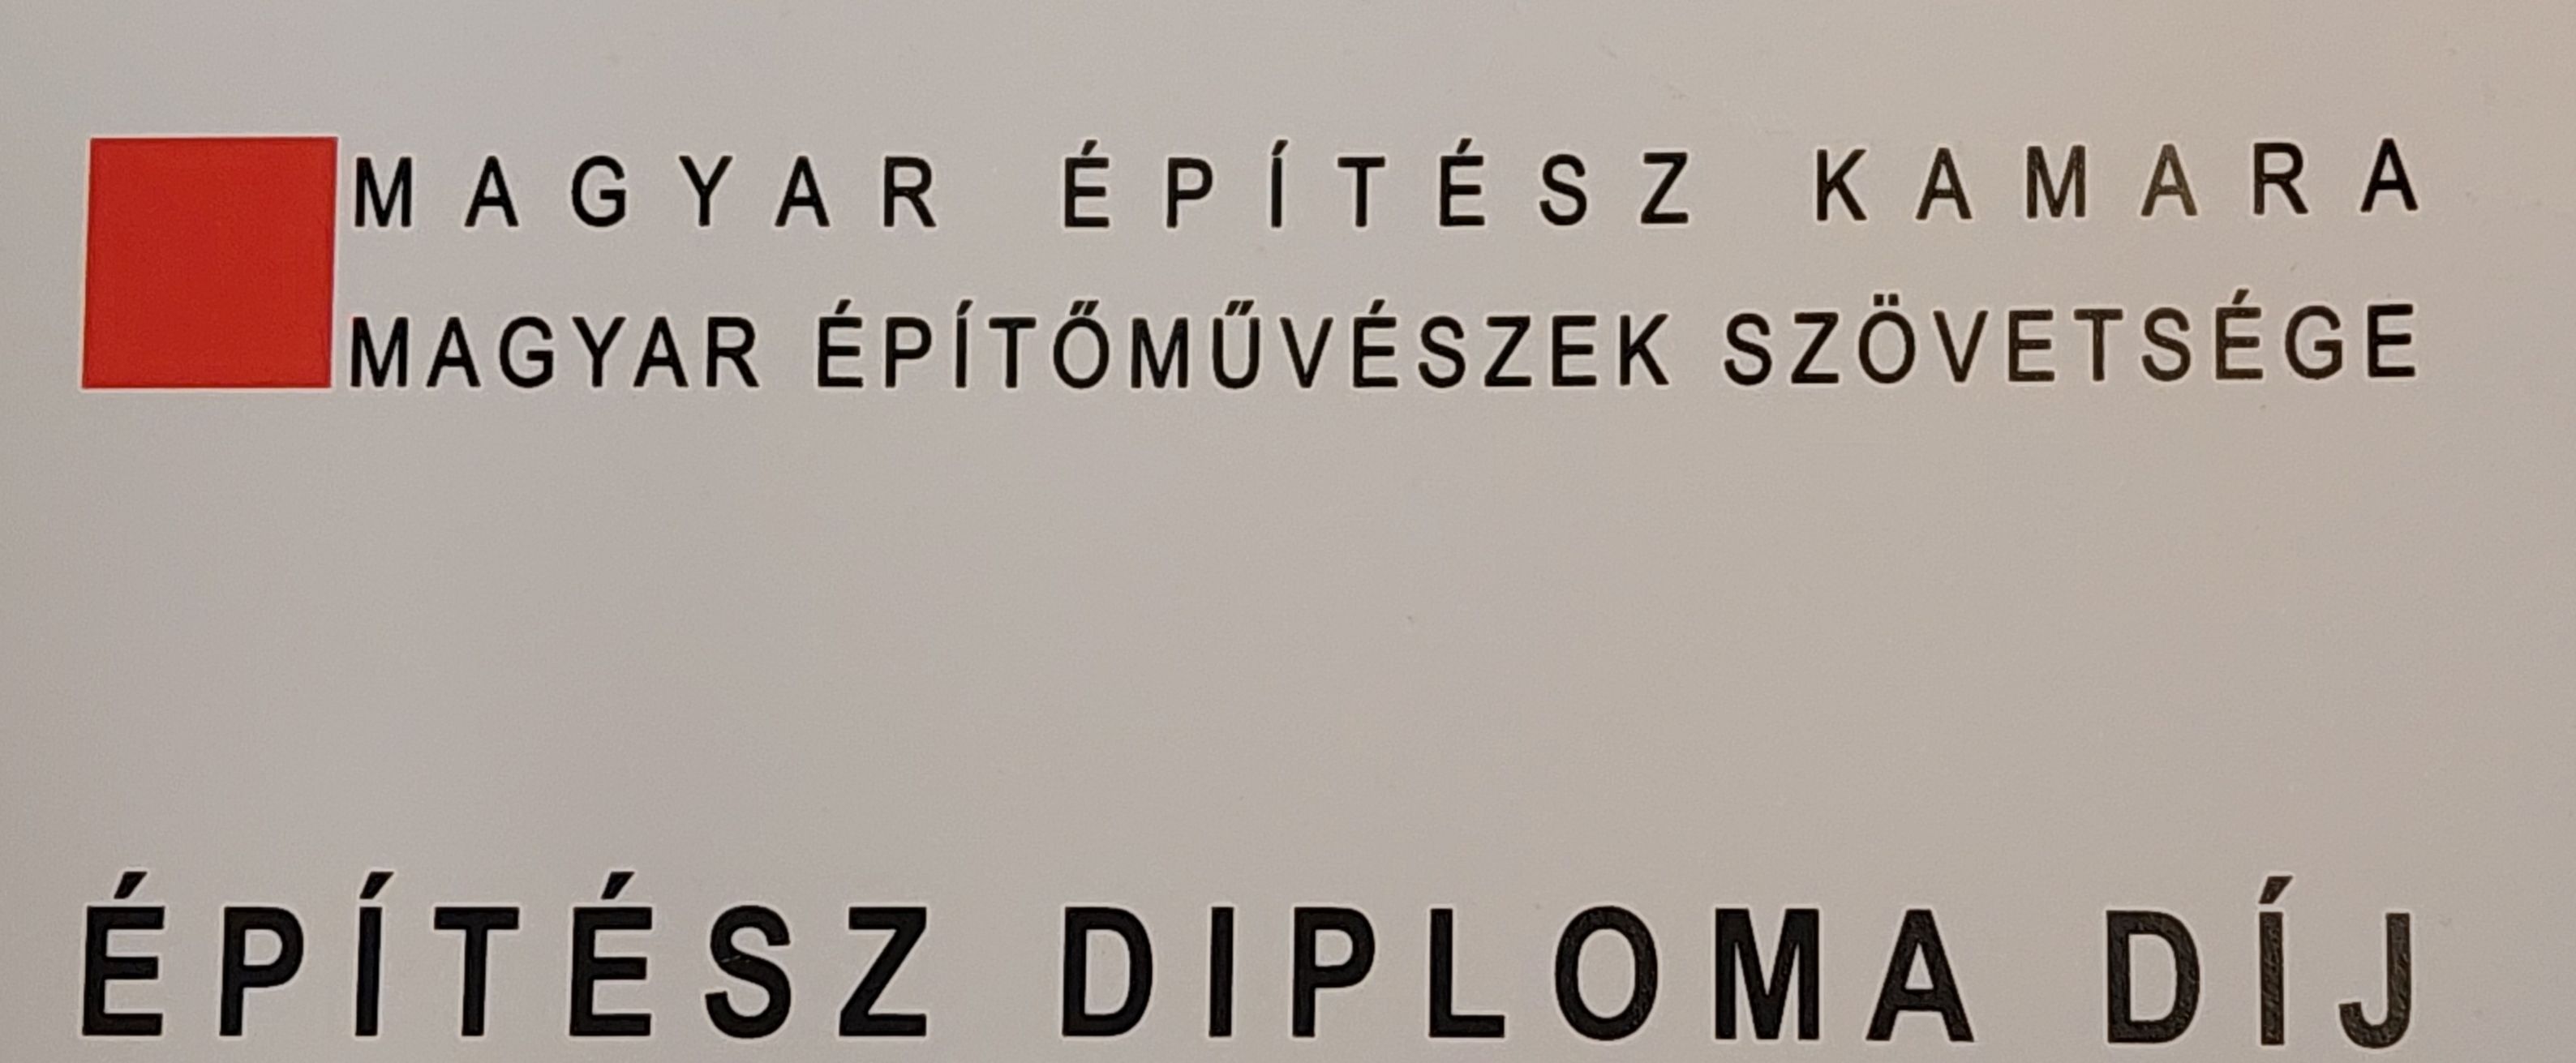 MAGYAR ÉPÍTÉSZ KAMARA
MAGYAR ÉPÍTŐMŰVÉSZEK SZÖVETSÉGE
ÉPÍTÉSZ DIPLOMA DÍJ